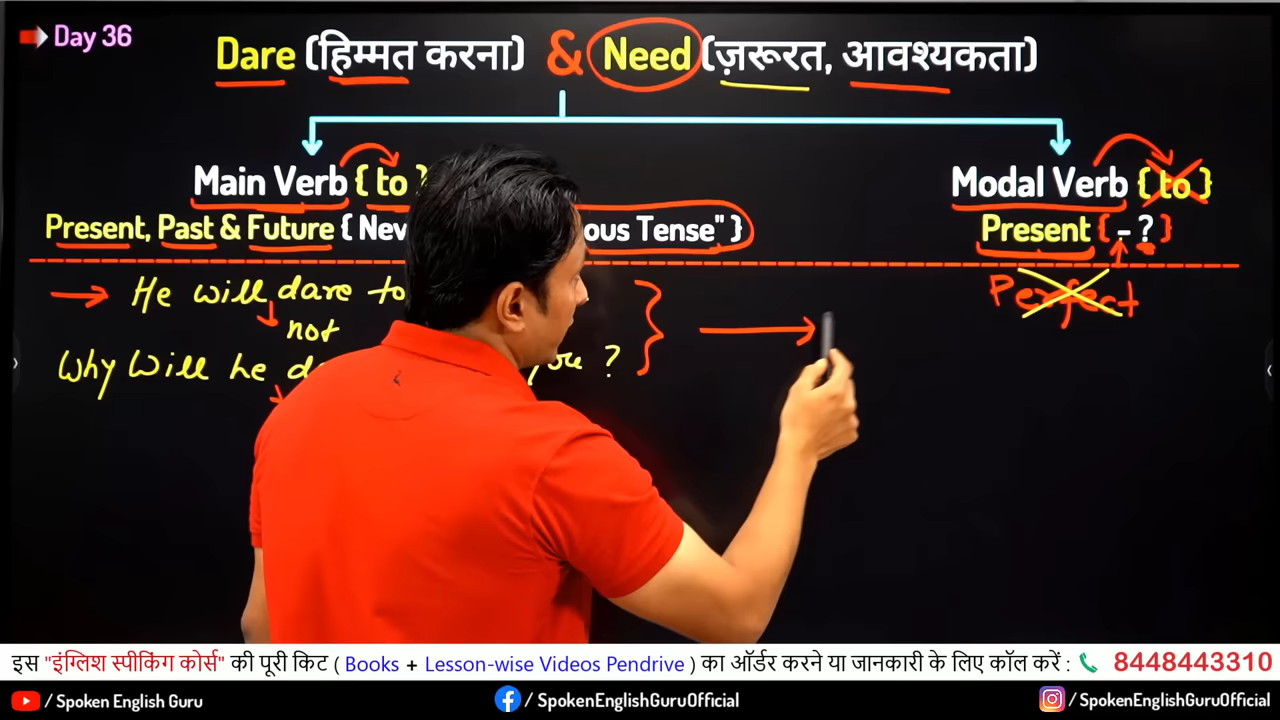 Day 36
Dare (हिम्मत करना) & Need (ज़रूरत, आवश्यकता)
Main Verb { to
Modal Verb { to }
Present, Past & Future { Nev ous Tense" }
Present { - ? }
He will dare to
Perfect
not
Why will he d you ?
इस "इंग्लिश स्पीकिंग कोर्स" की पूरी किट ( Books + Lesson-wise Videos Pendrive ) का ऑर्डर करने या जानकारी के लिए कॉल करें : 8448443310
/ Spoken English Guru
/ SpokenEnglishGuruOfficial
/ SpokenEnglishGuruOfficial